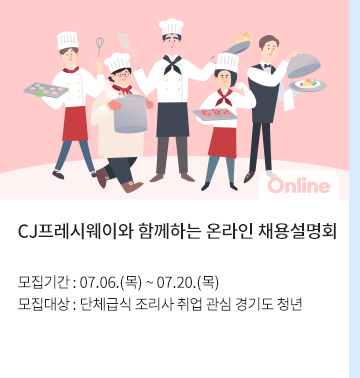 Online
CJ프레시웨이와 함께하는 온라인 채용설명회
모집기간 : 07.06.(목) ~ 07.20.(목)
모집대상 : 단체급식 조리사 취업 관심 경기도 청년